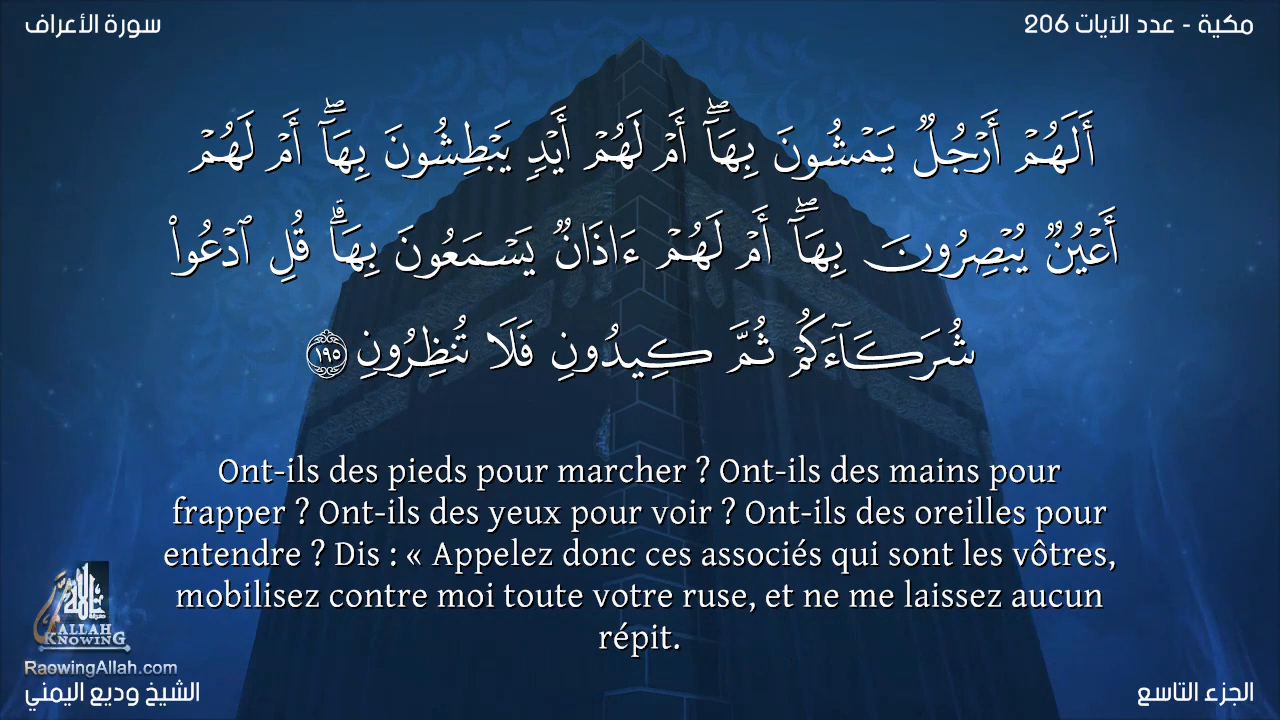 سورة الأعراف
مكية - عدد الآيات 206
أَلَهُمْ أَرْجُلٌ يَمْشُونَ بِهَآ ۖ أَمْ لَهُمْ أَيْدٍ يَبْطِشُونَ بِهَآ ۖ أَمْ لَهُمْ
أَعْيُنٌ يُبْصِرُونَ بِهَآ ۖ أَمْ لَهُمْ ءَاذَانٌ يَسْمَعُونَ بِهَا ۗ قُلِ ٱدْعُوا۟
شُرَكَآءَكُمْ ثُمَّ كِيدُونِ فَلَا تُنظِرُونِ ١٩٥
Ont-ils des pieds pour marcher ? Ont-ils des mains pour
frapper ? Ont-ils des yeux pour voir ? Ont-ils des oreilles pour
entendre ? Dis : « Appelez donc ces associés qui sont les vôtres,
mobilisez contre moi toute votre ruse, et ne me laissez aucun
répit.
ALLAH
KNOWING
RaowingAllah.com
الشيخ وديع اليمني
الجزء التاسع